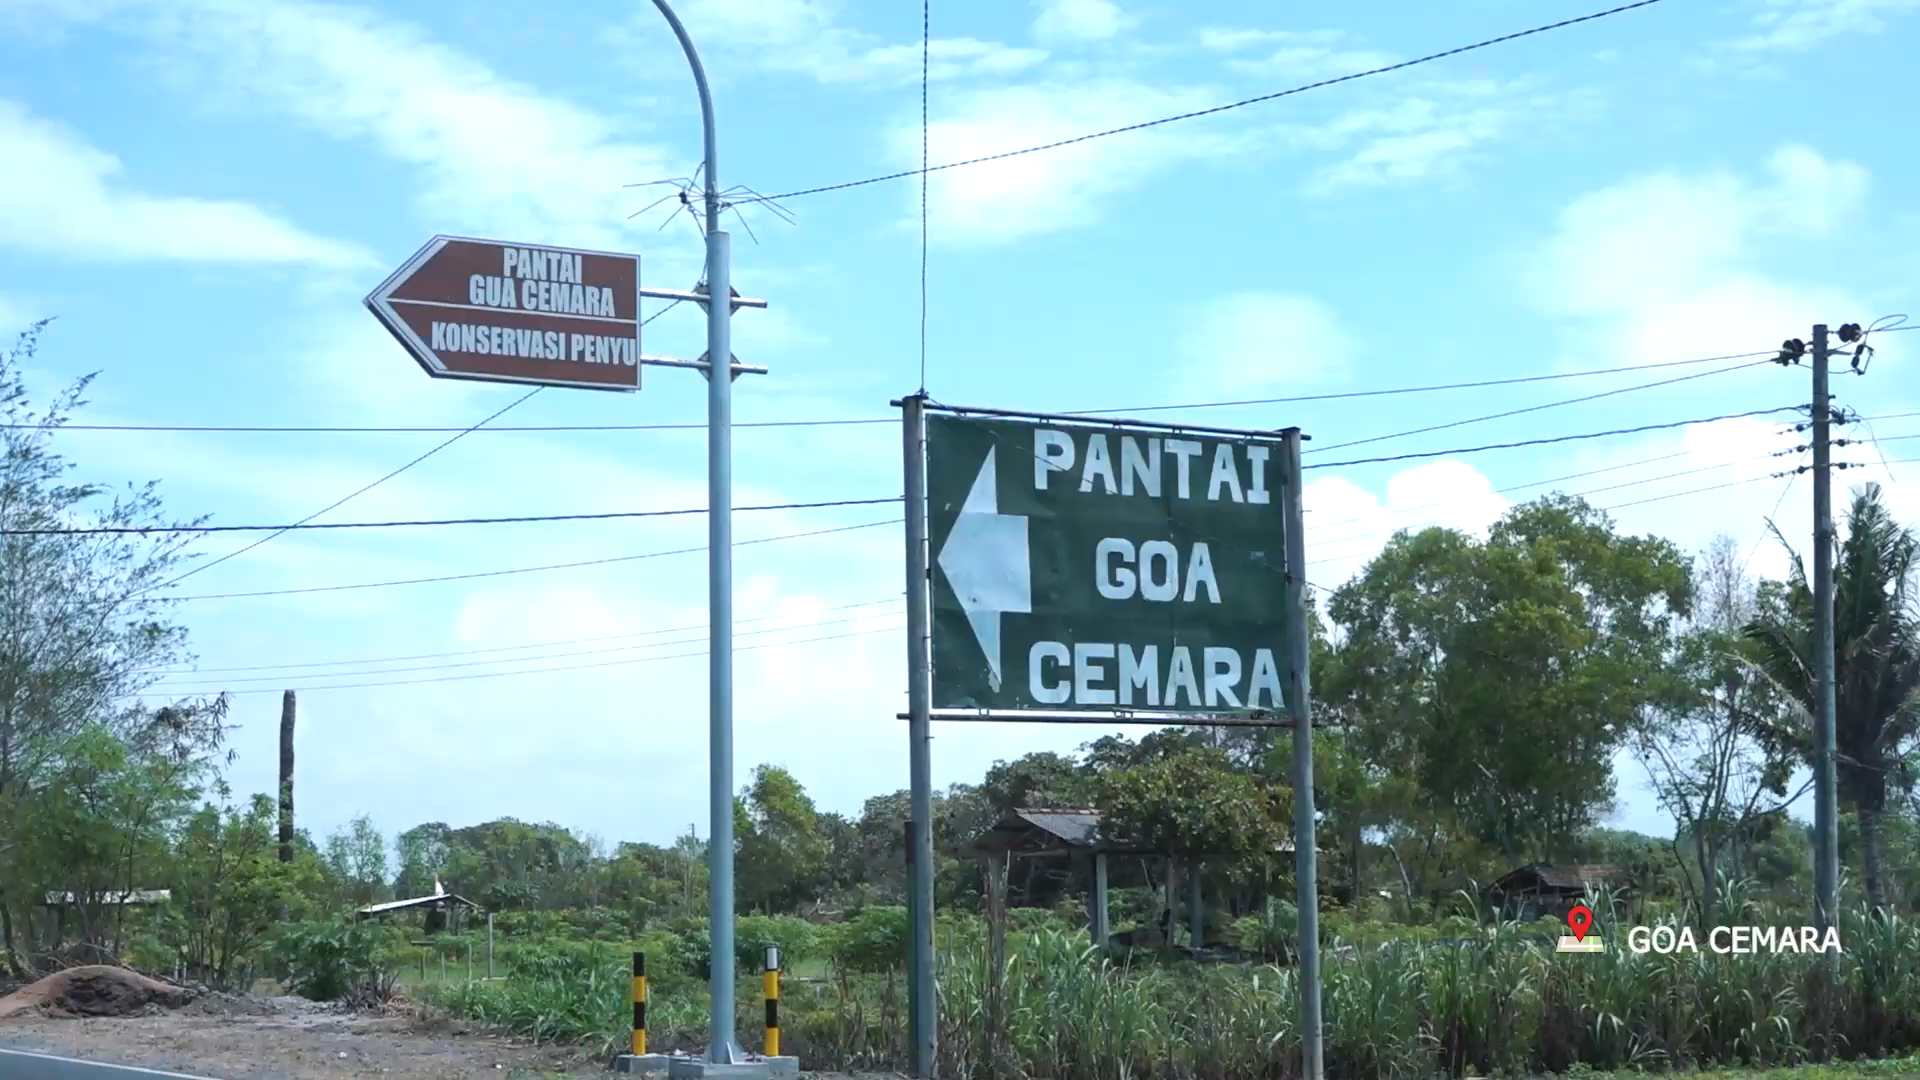 PANTAI
GUA CEMARA
KONSERVASI PENYU
PANTAI
GOA
CEMARA
GOA CEMARA